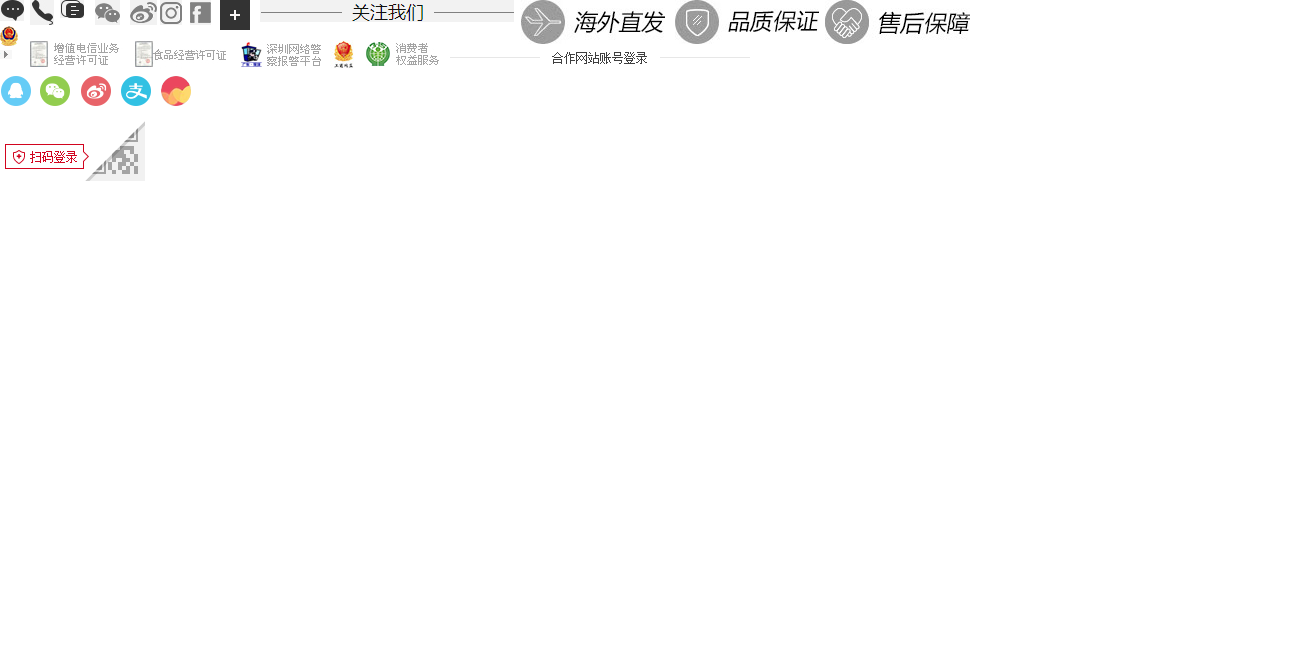 关注我们
海外直发
品质保证
售后保障
增值电信业务
经营许可证
食品经营许可证
深圳网络警
察报警平台
消费者
权益服务
合作网站账号登录
扫码登录